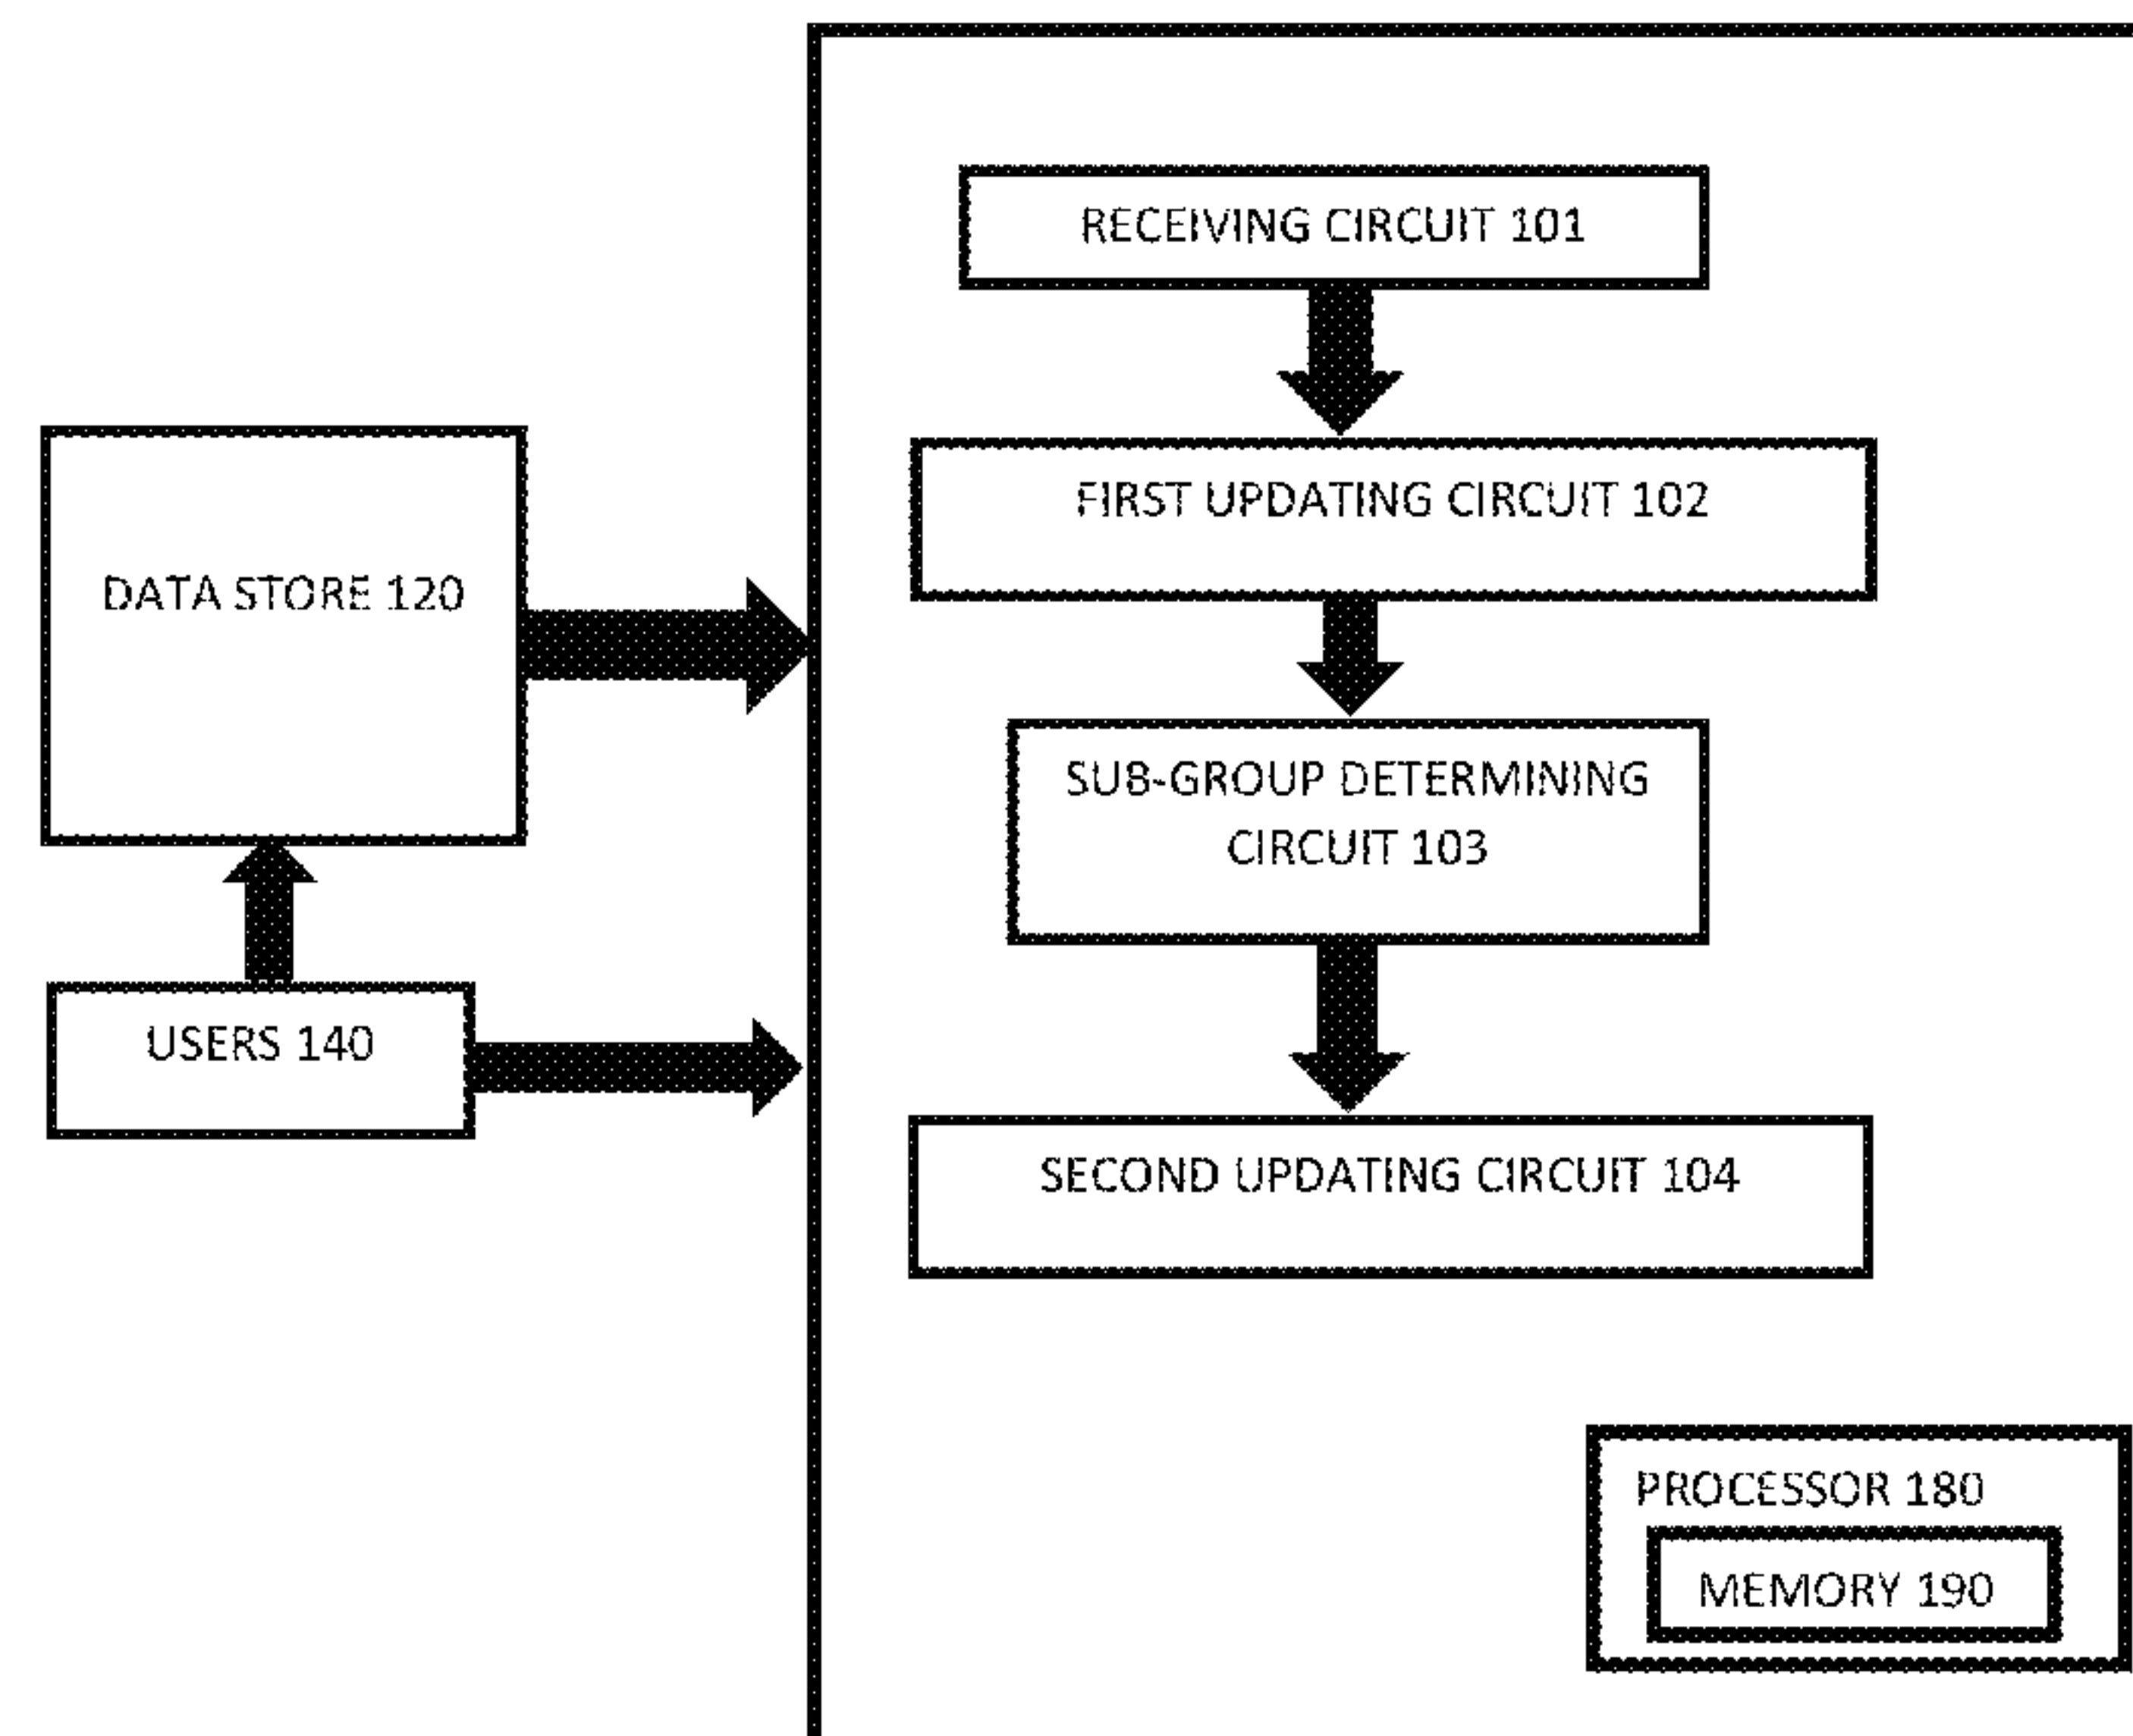 RECEIVING CIRCUIT 101
FIRST UPDATING CIRCUIT 102
DATA STORE 120
SUB-GROUP DETERMINING
CIRCUIT 103
USERS 140
SECOND UPDATING CIRCUIT 104
PROCESSOR 180
MEMORY 190